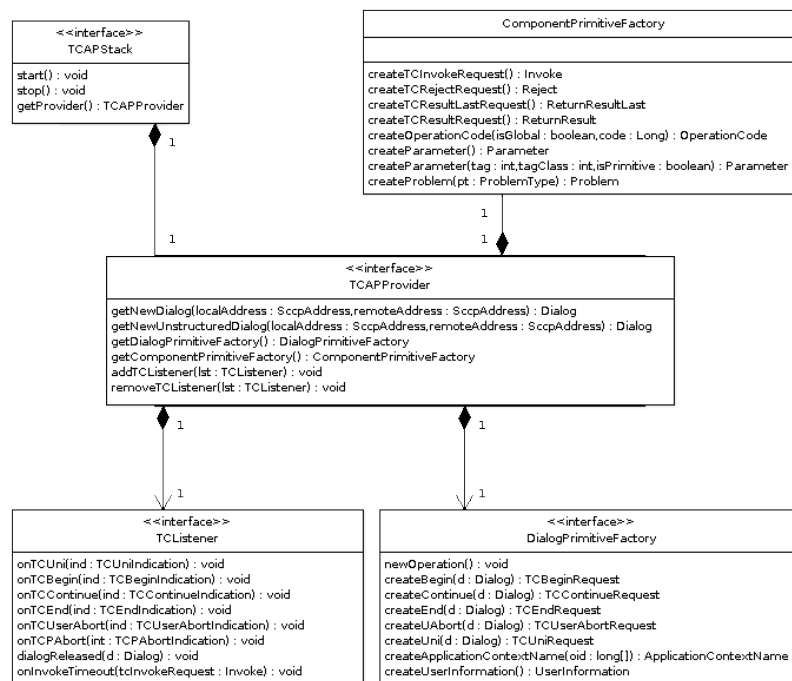 <<interface>>
TCAPStack
start() : void
stop() : void
getProvider() : TCAPProvider
1
1
ComponentPrimitiveFactory
createTCInvokeRequest() : Invoke
createTCRejectRequest() : Reject
createTCResultLastRequest() : ReturnResultLast
createTCResultRequest() : ReturnResult
createOperationCode(isGlobal : boolean,code : Long) : OperationCode
createParameter() : Parameter
createParameter(tag : int,tagClass : int,isPrimitive : boolean) : Parameter
createProblem(pt : ProblemType) : Problem
1
1
<<interface>>
TCAPProvider
getNewDialog(localAddress : SccpAddress,remoteAddress : SccpAddress) : Dialog
getNewUnstructuredDialog(localAddress : SccpAddress,remoteAddress : SccpAddress) : Dialog
getDialogPrimitiveFactory() : DialogPrimitiveFactory
getComponentPrimitiveFactory() : ComponentPrimitiveFactory
addTCListener(lst : TCListener) : void
removeTCListener(lst : TCListener) : void
1
1
1
1
<<interface>>
TCListener
onTCUni(ind : TCUniIndication) : void
onTCBegin(ind : TCBeginIndication) : void
onTCContinue(ind : TCContinueIndication) : void
onTCEnd(ind : TCEndIndication) : void
onTCUserAbort(ind : TCUserAbortIndication) : void
onTCPAbort(int : TCPAbortIndication) : void
dialogReleased(d : Dialog) : void
onInvokeTimeout(tcInvokeRequest : Invoke) : void
<<interface>>
DialogPrimitiveFactory
newOperation() : void
createBegin(d : Dialog) : TCBeginRequest
createContinue(d : Dialog) : TCContinueRequest
createEnd(d : Dialog) : TCEndRequest
createUAbort(d : Dialog) : TCUserAbortRequest
createUni(d : Dialog) : TCUniRequest
createApplicationContextName(oid : long[]) : ApplicationContextName
createUserInformation() : UserInformation